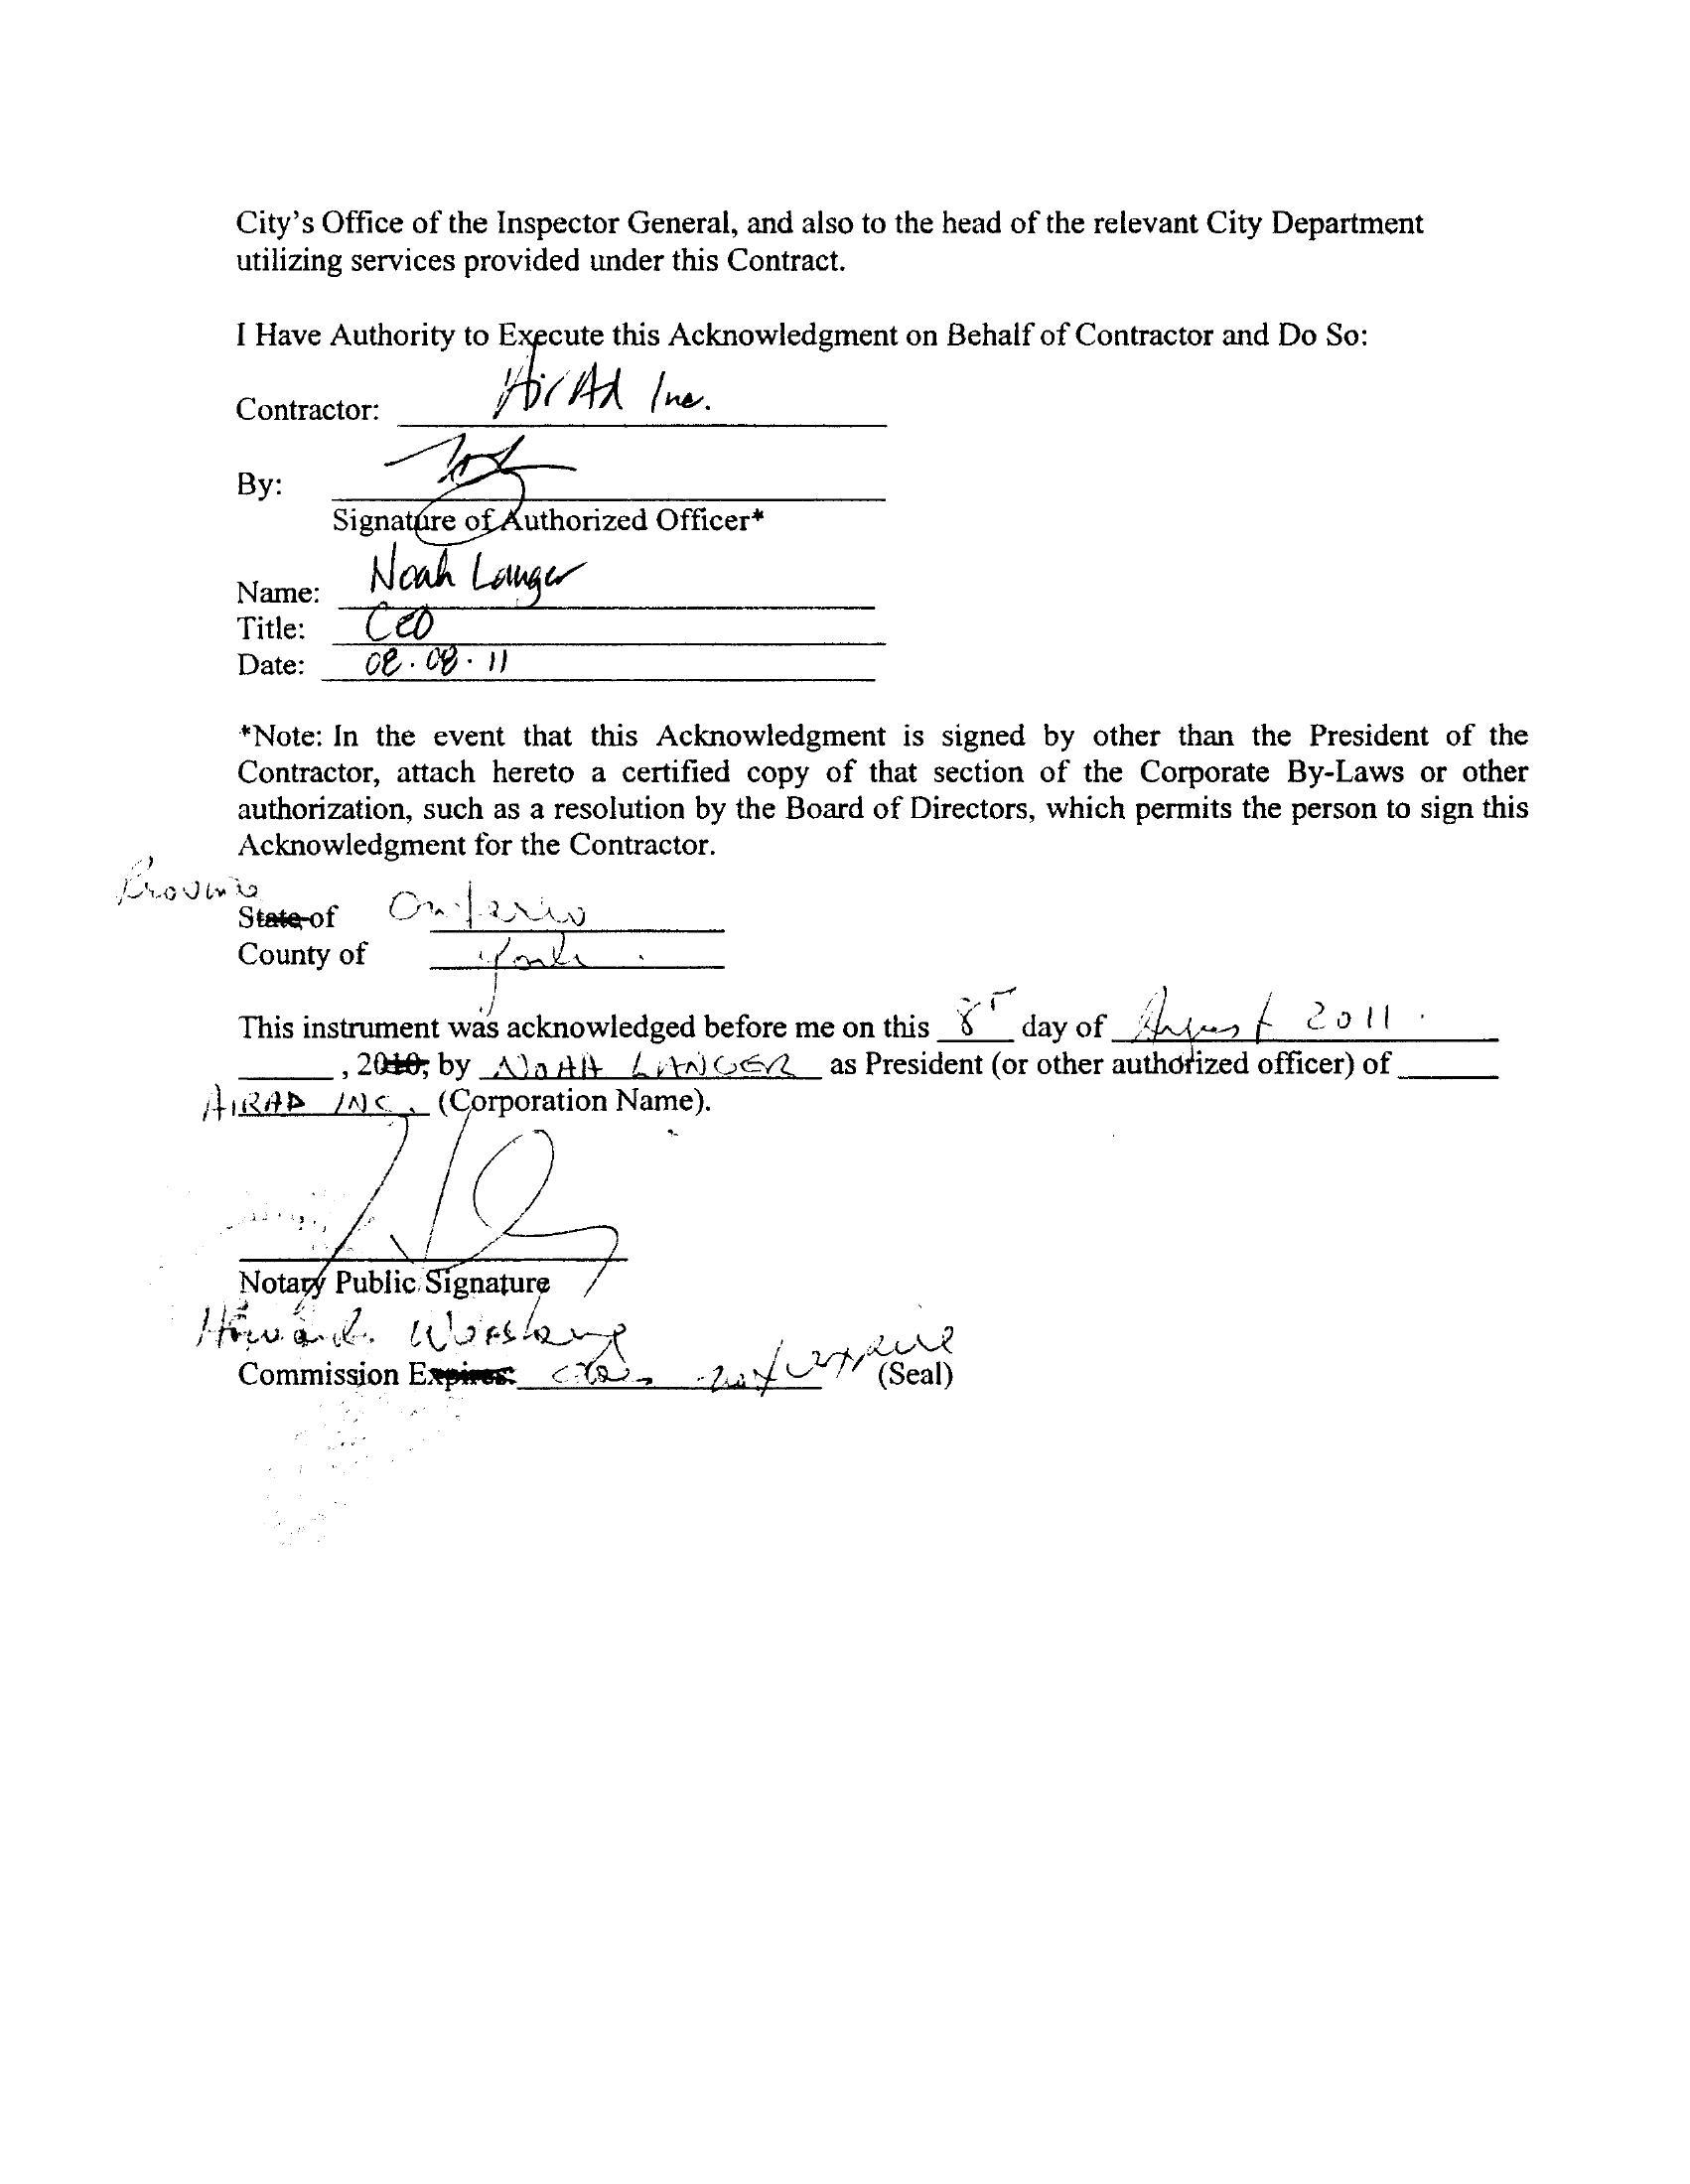 City's Office of the Inspector General, and also to the head of the relevant City Department
utilizing services provided under this Contract.
I Have Authority to Execute this Acknowledgment on Behalf of Contractor and Do So:
Contractor: AirAd Inc.
By:
Signature of Authorized Officer*
Name: Noah Langer
Title: CEO
Date: 08.08.11
*Note: In the event that this Acknowledgment is signed by other than the President of the
Contractor, attach hereto a certified copy of that section of the Corporate By-Laws or other
authorization, such as a resolution by the Board of Directors, which permits the person to sign this
Acknowledgment for the Contractor.
Province
State of Ontario
County of York.
This instrument was acknowledged before me on this 8th day of August 2011.
, 2010, by NOAH LANGER as President (or other authorized officer) of
AIRAD INC. (Corporation Name).
Notary Public Signature
Howard
Commission Expires: does not expire (Seal)